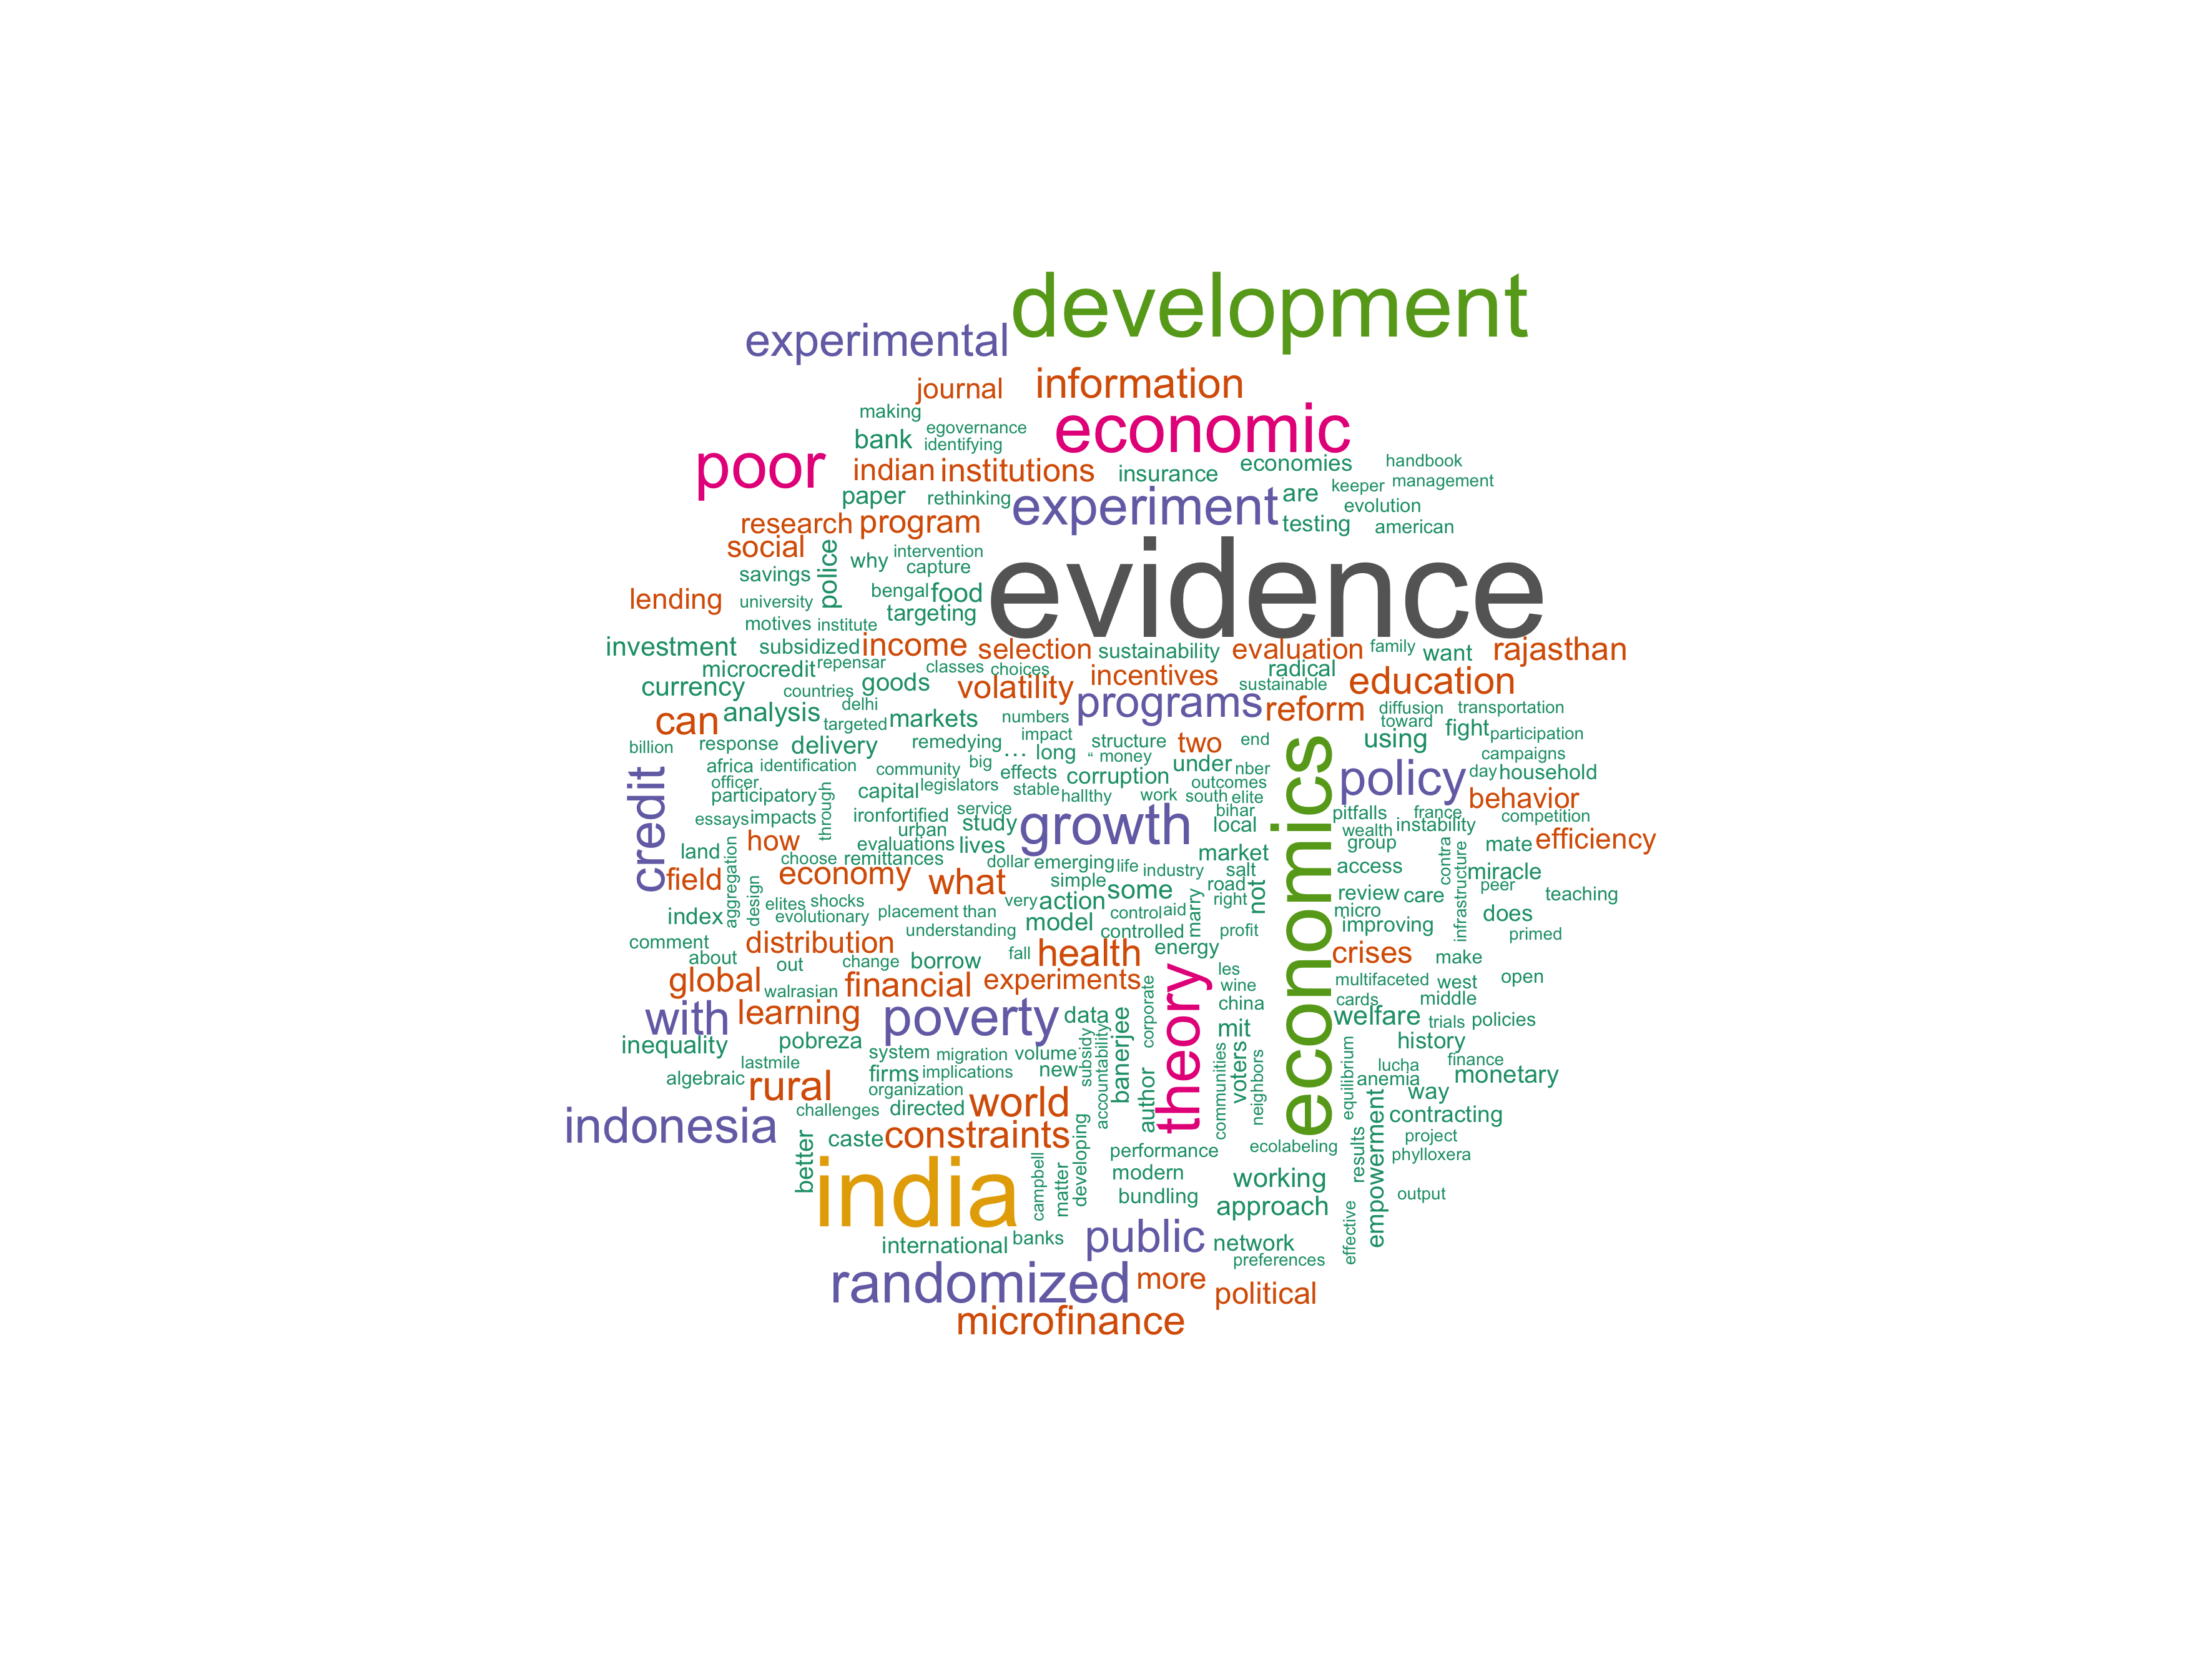 development
experimental
journal information
making
economic
egovernance
bank identifying
poor
indian institutions insurance economies handbook
keeper management
paper rethinking experiment are
evolution
research program testing american
social police why intervention
capture
evidence
savings
bengal food
lending university targeting
motives institute
investment subsidized income selection sustainability evaluation family want rajasthan
microcredit repensar classes choices radical
currency countries goods volatility incentives sustainable education
delhi
can analysis targeted markets numbers programs reform diffusion transportation
toward
impact fight participation
billion response delivery remedying … long structure two end using
“ money campaigns
africa identification community big effects corruption under nber day household
officer
participatory capital legislators stable outcomes policy
hallthy work south elite behavior
credit essays impacts through ironfortified service bihar pitfalls france competition
urban study growth local wealth instability
how evaluations lives group mate efficiency
land choose remittances dollar emerging life industry market economics access contra miracle
field economy what simple some salt
aggregation design road not peer teaching
index elites shocks very action marry right review care infrastructure
evolutionary placement than model control aid micro does
understanding controlled profit improving primed
comment distribution health energy
about out change borrow fall crises make
global walrasian financial experiments theory les multifaceted west open
wine
with learning poverty data corporate china cards middle
welfare trials policies
inequality pobreza banerjee mit history
lastmile system migration volume subsidy accountability voters lucha finance
algebraic rural firms implications new communities neighbors equilibrium anemia monetary
organization
indonesia challenges directed world author way contracting
better caste constraints developing ecolabeling results empowerment project
performance phylloxera
india campbell matter modern working
bundling output
approach
effective
international banks public network
preferences
randomized more political
microfinance